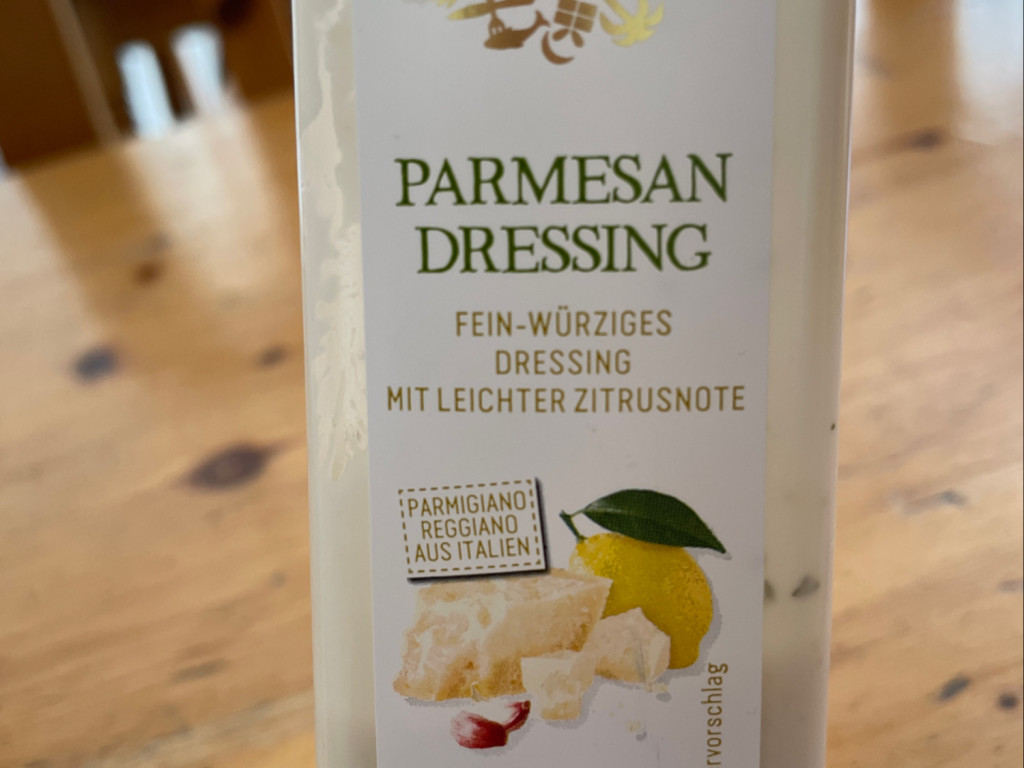 PARMESAN
DRESSING
FEIN-WÜRZIGES
DRESSING
MIT LEICHTER ZITRUSNOTE
PARMIGIANO
REGGIANO
AUS ITALIEN